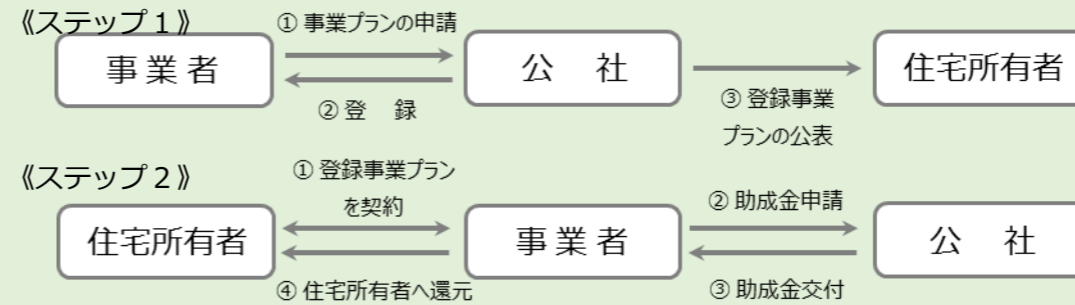 《ステップ１》
① 事業プランの申請
事 業 者
公　社
住宅所有者
② 登　録
③ 登録事業
プランの公表
《ステップ２》
① 登録事業プラン
を契約
② 助成金申請
住宅所有者
事 業 者
公　社
④ 住宅所有者へ還元
③ 助成金交付